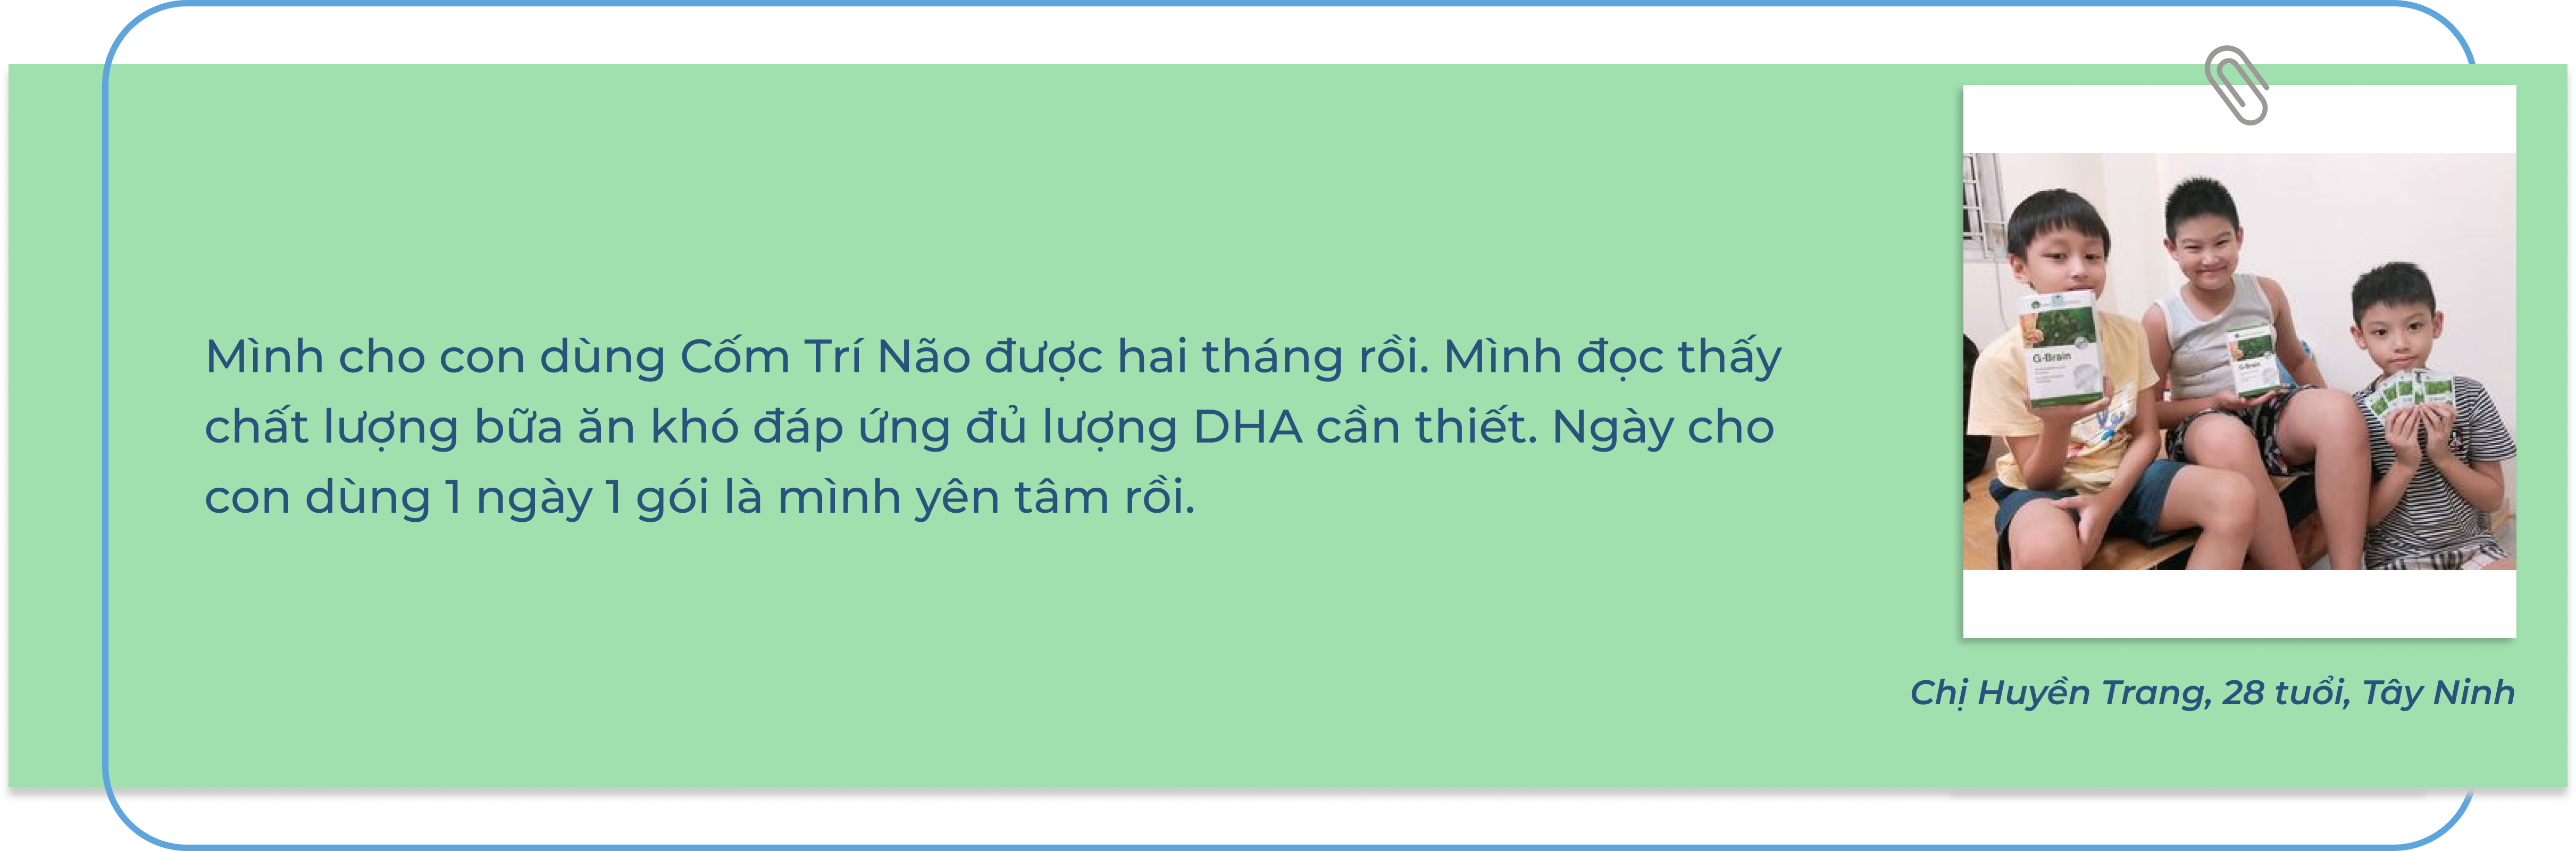 Mình cho con dùng Cốm Trí Não được hai tháng rồi. Mình đọc thấy
chất lượng bữa ăn khó đáp ứng đủ lượng DHA cần thiết. Ngày cho
con dùng 1 ngày 1 gói là mình yên tâm rồi.
G-Brain
G-Brain
Chị Huyền Trang, 28 tuổi, Tây Ninh